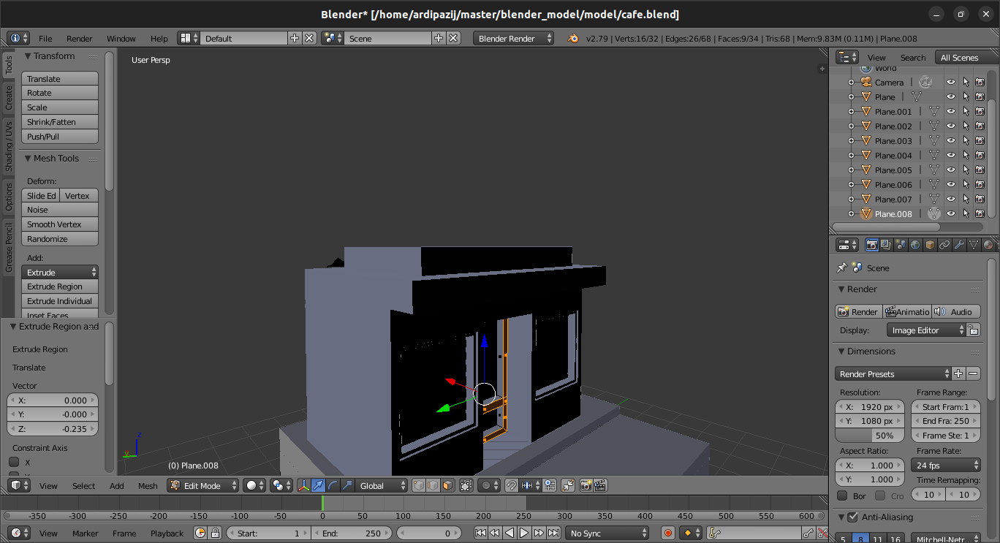 Blender* [/home/ardipazij/master/blender_model/model/cafe.blend]
File Render Window Help Default Scene Blender Render v2.79 | Verts:16/32 | Edges:26/68 | Faces:9/34 | Tris:68 | Mem:9.83M (0.11M) | Plane.008
Tools
Create
Shading / UVs
Options
Grease Pencil
Transform
Translate
Rotate
Scale
Shrink/Fatten
Push/Pull
Mesh Tools
Deform:
Slide Ed Vertex
Noise
Smooth Vertex
Randomize
Add:
Extrude
Extrude Region
Extrude Individual
Inset Faces
Extrude Region and
Extrude Region
Translate
Vector
X: 0.000
Y: -0.000
Z: -0.235
Constraint Axis
X
User Persp
z
y
(0) Plane.008
View Select Add Mesh Edit Mode Global
-350 -300 -250 -200 -150 -100 -50 0 50 100 150 200 250 300 350 400 450 500 550 600
View Marker Frame Playback Start: 1 End: 250 0 No Sync
View Search All Scenes
World
Camera
Plane
Plane.001
Plane.002
Plane.003
Plane.004
Plane.005
Plane.006
Plane.007
Plane.008
Scene
Render
Render Animatio Audio
Display: Image Editor
Dimensions
Render Presets
Resolution: Frame Range:
X: 1920 px Start Fram:1
Y: 1080 px End Fra: 250
50% Frame Ste: 1
Aspect Ratio: Frame Rate:
X: 1.000 24 fps
Y: 1.000 Time Remapping:
Bor Cro 10 10
Anti-Aliasing
5 8 11 16 Mitchell-Netr...